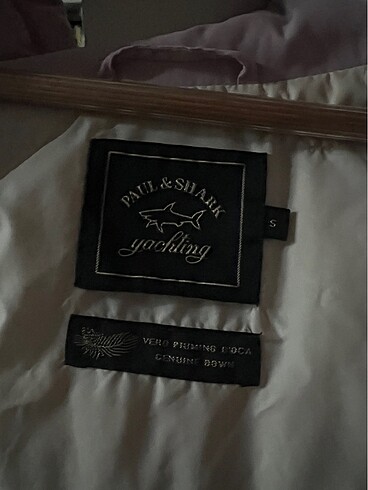 PAUL & SHARK
yachting
S
VERO PIUMINO D'OCA
GENUINE DOWN